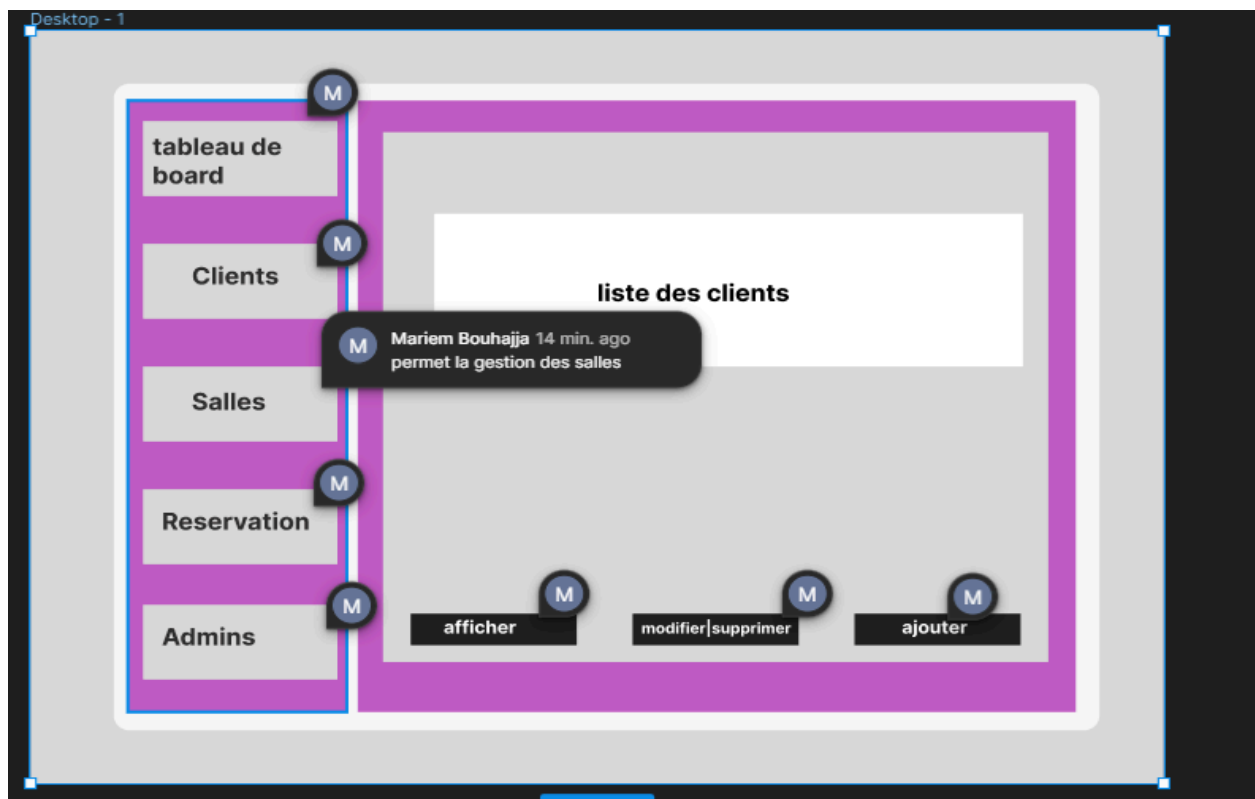 Desktop - 1
M
tableau de
board
M
Clients
liste des clients
M
Mariem Bouhajja 14 min. ago
permet la gestion des salles
Salles
M
Reservation
M
Admins
M
afficher
M
modifier|supprimer
M
ajouter